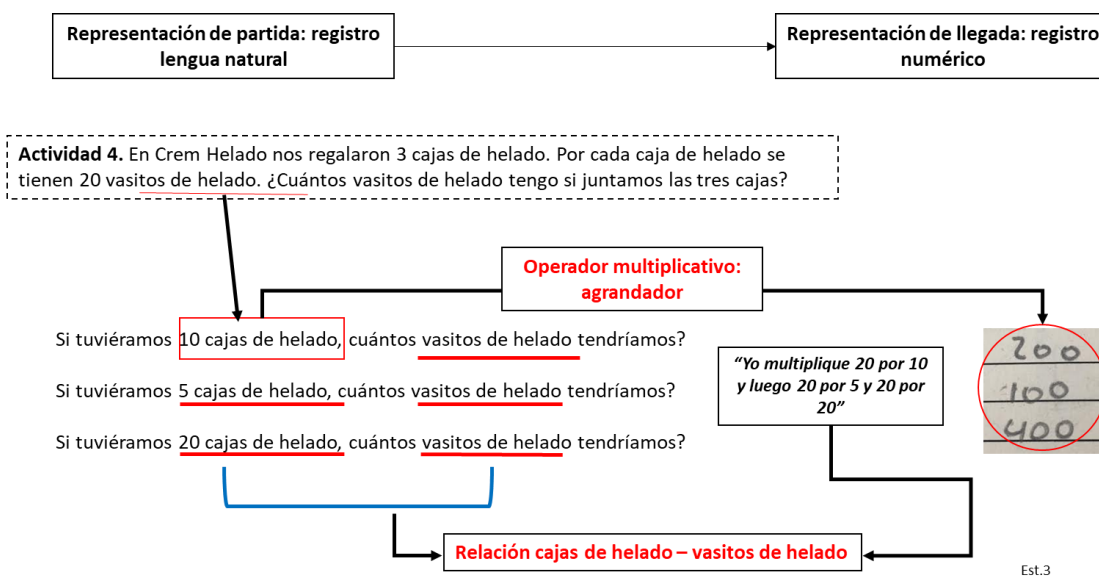 Representación de partida: registro
lengua natural
Representación de llegada: registro
numérico
Actividad 4. En Crem Helado nos regalaron 3 cajas de helado. Por cada caja de helado se
tienen 20 vasitos de helado. ¿Cuántos vasitos de helado tengo si juntamos las tres cajas?
Operador multiplicativo:
agrandador
Si tuviéramos 10 cajas de helado, cuántos vasitos de helado tendríamos?
Si tuviéramos 5 cajas de helado, cuántos vasitos de helado tendríamos?
Si tuviéramos 20 cajas de helado, cuántos vasitos de helado tendríamos?
“Yo multiplique 20 por 10
y luego 20 por 5 y 20 por
20”
200
100
400
Relación cajas de helado – vasitos de helado
Est.3